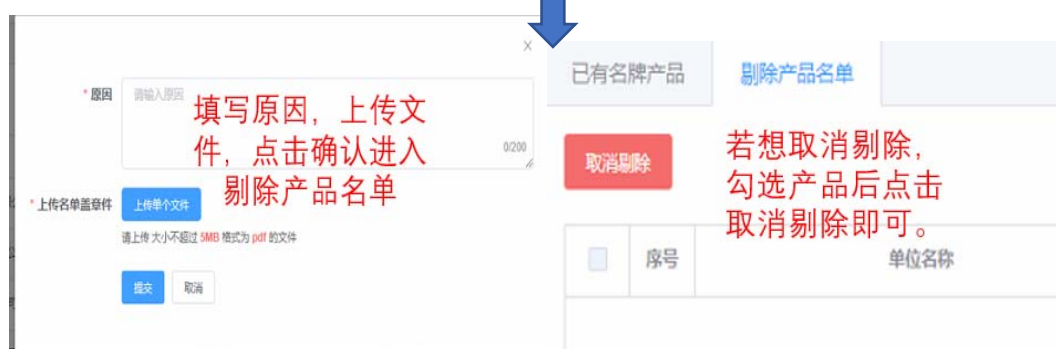 X
* 原因
请输入原因
填写原因，上传文
件，点击确认进入
剔除产品名单
0/200
* 上传名单盖章件
上传单个文件
请上传 大小不超过 5MB 格式为 pdf 的文件
提交
取消
已有名牌产品
剔除产品名单
取消剔除
若想取消剔除，
勾选产品后点击
取消剔除即可。
序号
单位名称